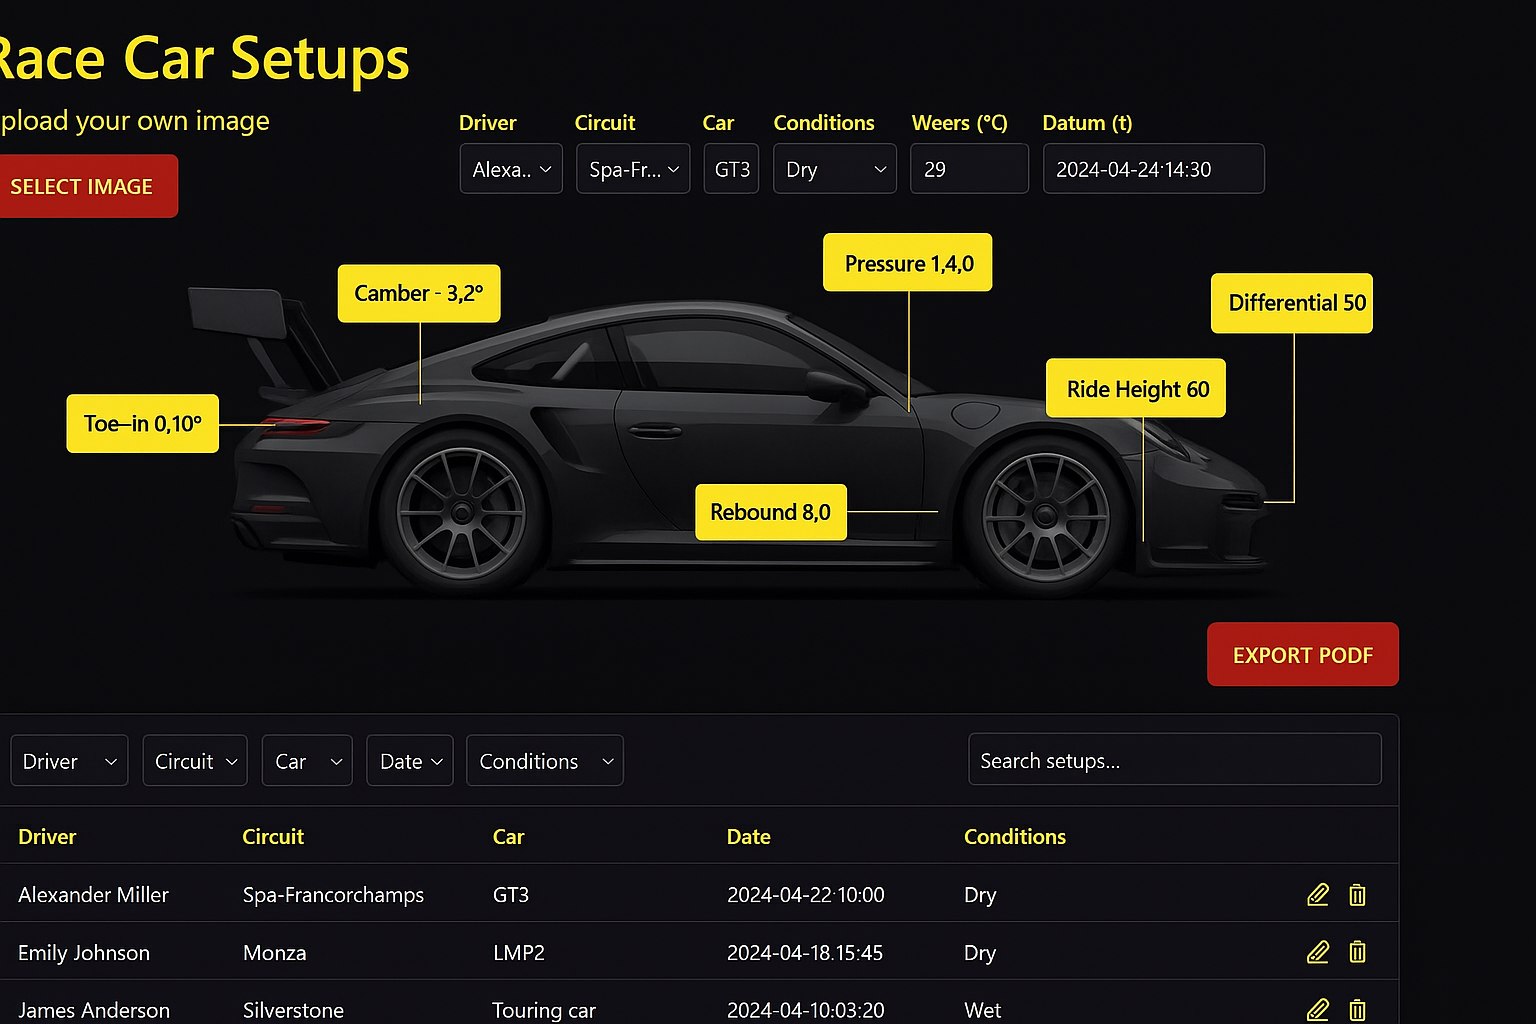 Race Car Setups
pload your own image
SELECT IMAGE
Driver Circuit Car Conditions Weers (°C) Datum (t)
Alexa.. Spa-Fr... GT3 Dry 29 2024-04-24·14:30
Pressure 1,4,0
Camber - 3,2°
Differential 50
Ride Height 60
Toe–in 0,10°
Rebound 8,0
EXPORT PODF
Driver Circuit Car Date Conditions Search setups...
Driver Circuit Car Date Conditions
Alexander Miller Spa-Francorchamps GT3 2024-04-22·10:00 Dry
Emily Johnson Monza LMP2 2024-04-18.15:45 Dry
James Anderson Silverstone Touring car 2024-04-10:03:20 Wet